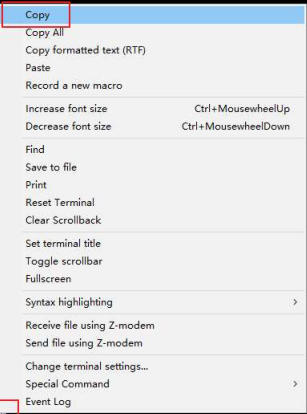 Copy
Copy All
Copy formatted text (RTF)
Paste
Record a new macro
Increase font size Ctrl+MousewheelUp
Decrease font size Ctrl+MousewheelDown
Find
Save to file
Print
Reset Terminal
Clear Scrollback
Set terminal title
Toggle scrollbar
Fullscreen
Syntax highlighting >
Receive file using Z-modem
Send file using Z-modem
Change terminal settings...
Special Command >
Event Log